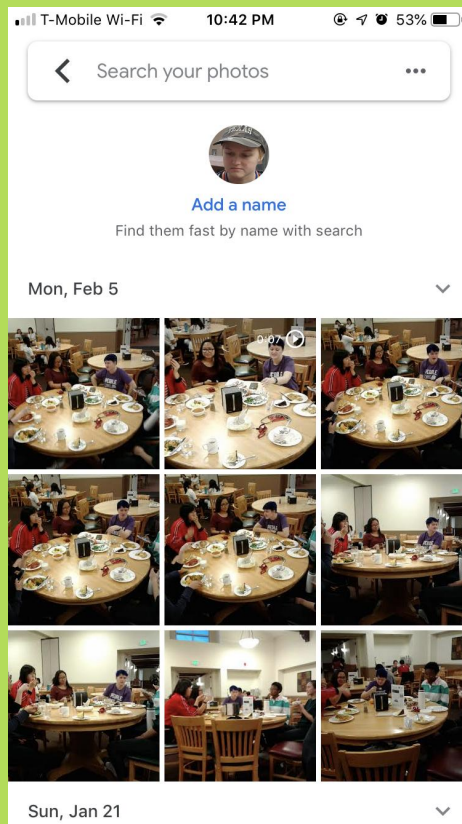 T-Mobile Wi-Fi 10:42 PM 53%
Search your photos
Add a name
Find them fast by name with search
Mon, Feb 5
0:07
Sun, Jan 21